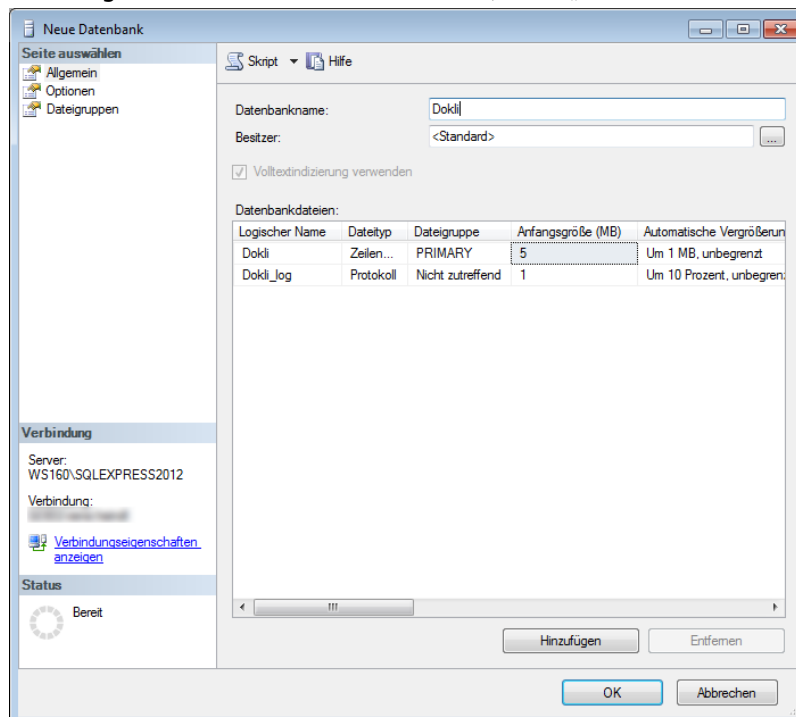 Neue Datenbank
Seite auswählen
Allgemein
Optionen
Dateigruppen
Skript Hilfe
Datenbankname: Dokli
Besitzer: <Standard> ...
Volltextindizierung verwenden
Datenbankdateien:
Logischer Name Dateityp Dateigruppe Anfangsgröße (MB) Automatische Vergrößerun
Dokli Zeilen... PRIMARY 5 Um 1 MB, unbegrenzt
Dokli_log Protokoll Nicht zutreffend 1 Um 10 Prozent, unbegren
Verbindung
Server:
WS160\SQLEXPRESS2012
Verbindung:
Verbindungseigenschaften
anzeigen
Status
Bereit
Hinzufügen Entfernen
OK Abbrechen